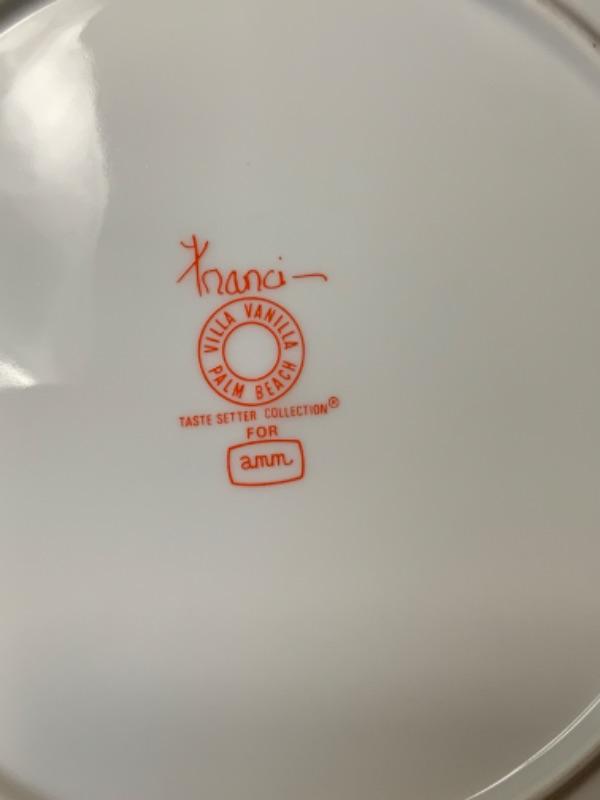 Franci
VILLA VANILLA
PALM BEACH
TASTE SETTER COLLECTION®
FOR
amm